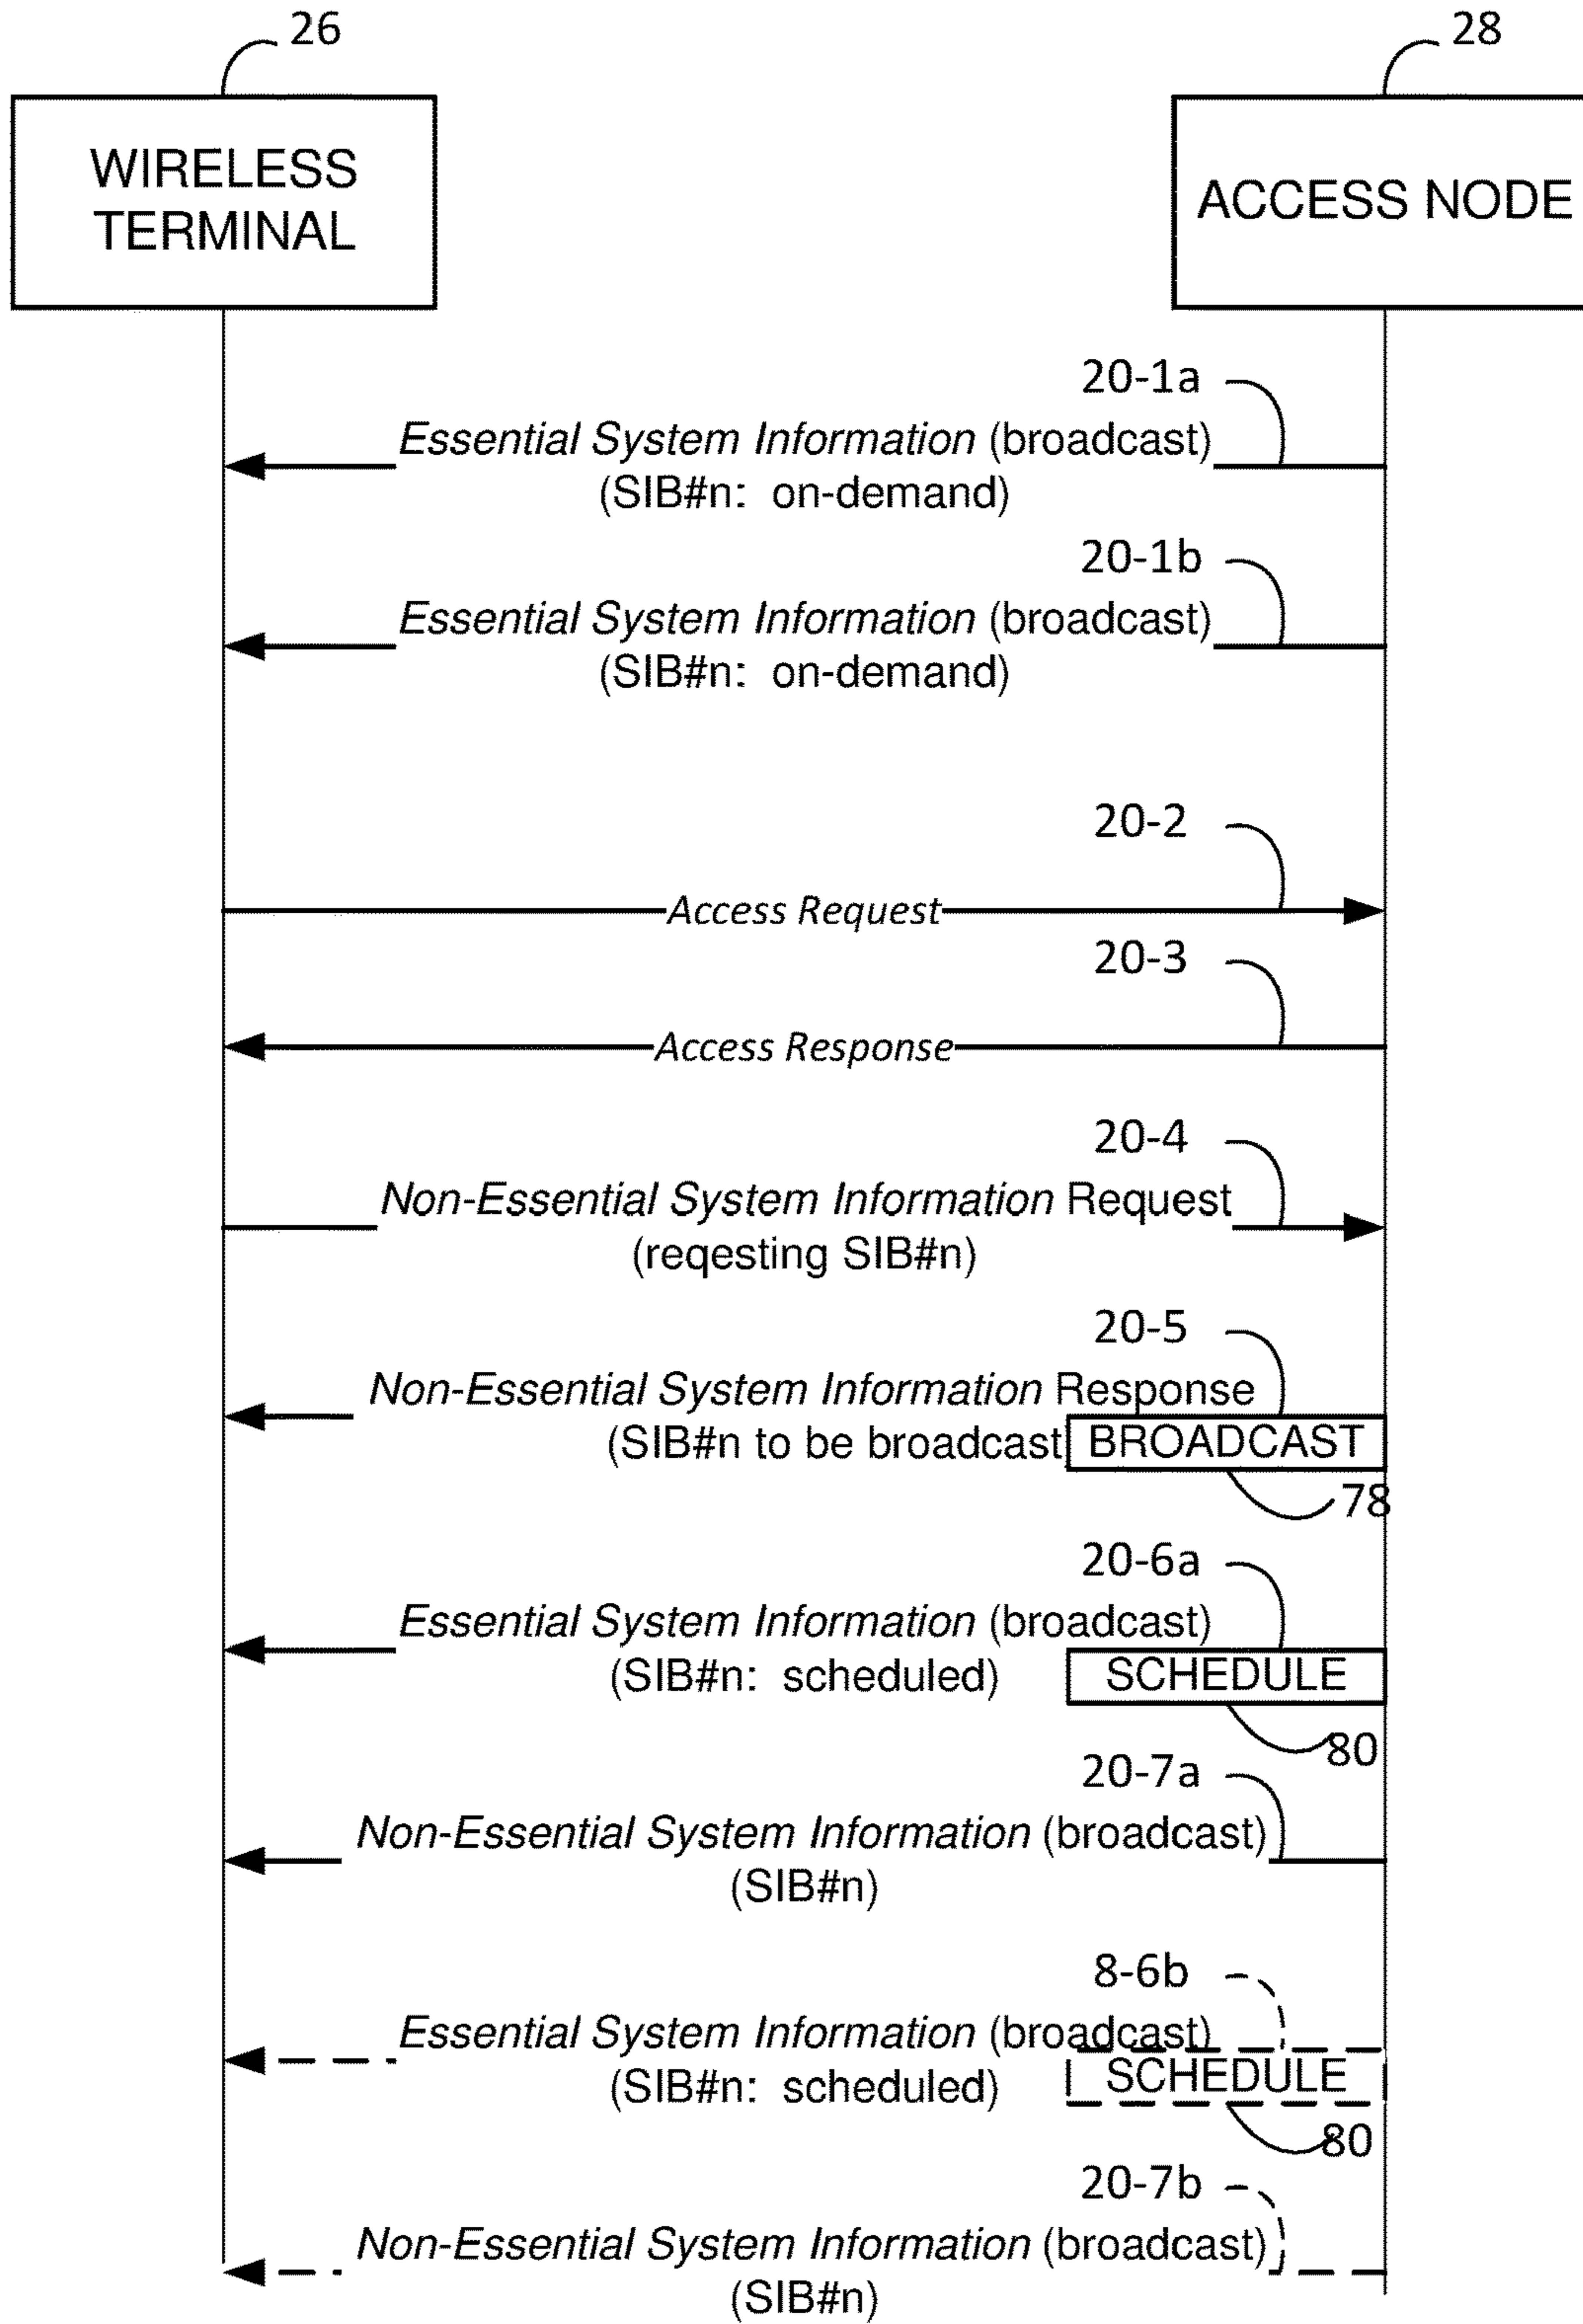 26
28
WIRELESS
TERMINAL
ACCESS NODE
20-1a
Essential System Information (broadcast)
(SIB#n: on-demand)
20-1b
Essential System Information (broadcast)
(SIB#n: on-demand)
20-2
Access Request
20-3
Access Response
20-4
Non-Essential System Information Request
(reqesting SIB#n)
20-5
Non-Essential System Information Response
(SIB#n to be broadcast
BROADCAST
78
20-6a
Essential System Information (broadcast)
(SIB#n: scheduled)
SCHEDULE
80
20-7a
Non-Essential System Information (broadcast)
(SIB#n)
8-6b
Essential System Information (broadcast)
(SIB#n: scheduled)
SCHEDULE
80
20-7b
Non-Essential System Information (broadcast)
(SIB#n)